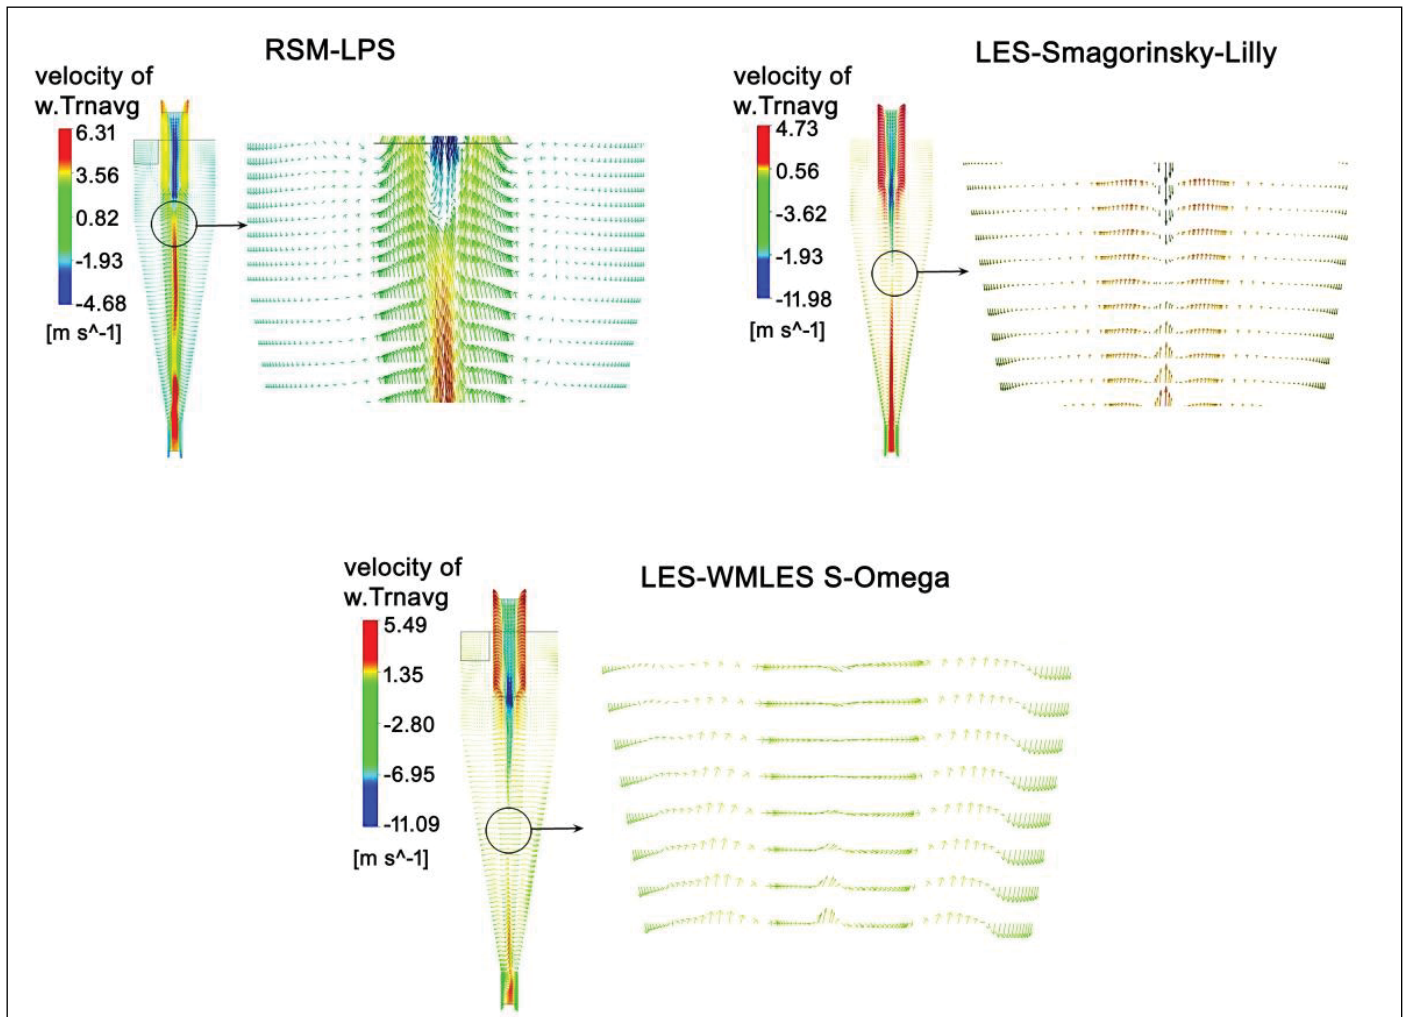 RSM-LPS
velocity of
w.Trnavg
6.31
3.56
0.82
-1.93
-4.68
[m s^-1]
LES-Smagorinsky-Lilly
velocity of
w.Trnavg
4.73
0.56
-3.62
-1.93
-11.98
[m s^-1]
LES-WMLES S-Omega
velocity of
w.Trnavg
5.49
1.35
-2.80
-6.95
-11.09
[m s^-1]